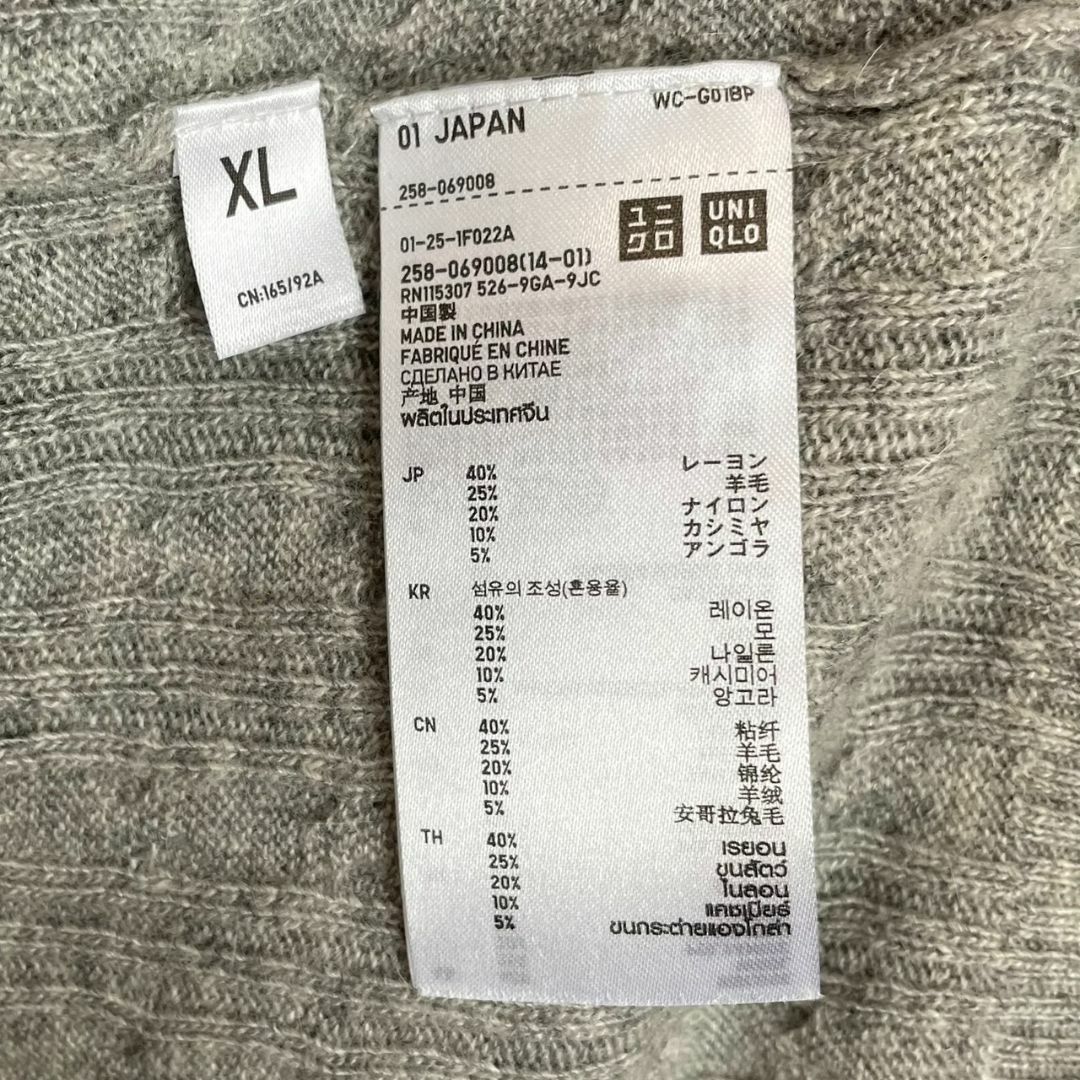 XL
CN:165/92A
01 JAPAN
WC-G01BP
258-069008
ユニ
クロ
UNI
QLO
01-25-1F022A
258-069008(14-01)
RN115307 526-9GA-9JC
中国製
MADE IN CHINA
FABRIQUÉ EN CHINE
СДЕЛАНО В КИТАЕ
产地 中国
ผลิตในประเทศจีน
JP 40% レーヨン
25% 羊毛
20% ナイロン
10% カシミヤ
5% アンゴラ
KR 섬유의 조성(혼용율)
40% 레이온
25% 모
20% 나일론
10% 캐시미어
5% 앙고라
CN 40% 粘纤
25% 羊毛
20% 锦纶
10% 羊绒
5% 安哥拉兔毛
TH 40% เรยอน
25% ขนสัตว์
20% ไนลอน
10% แคชเมียร์
5% ขนกระต่ายแองโกล่า